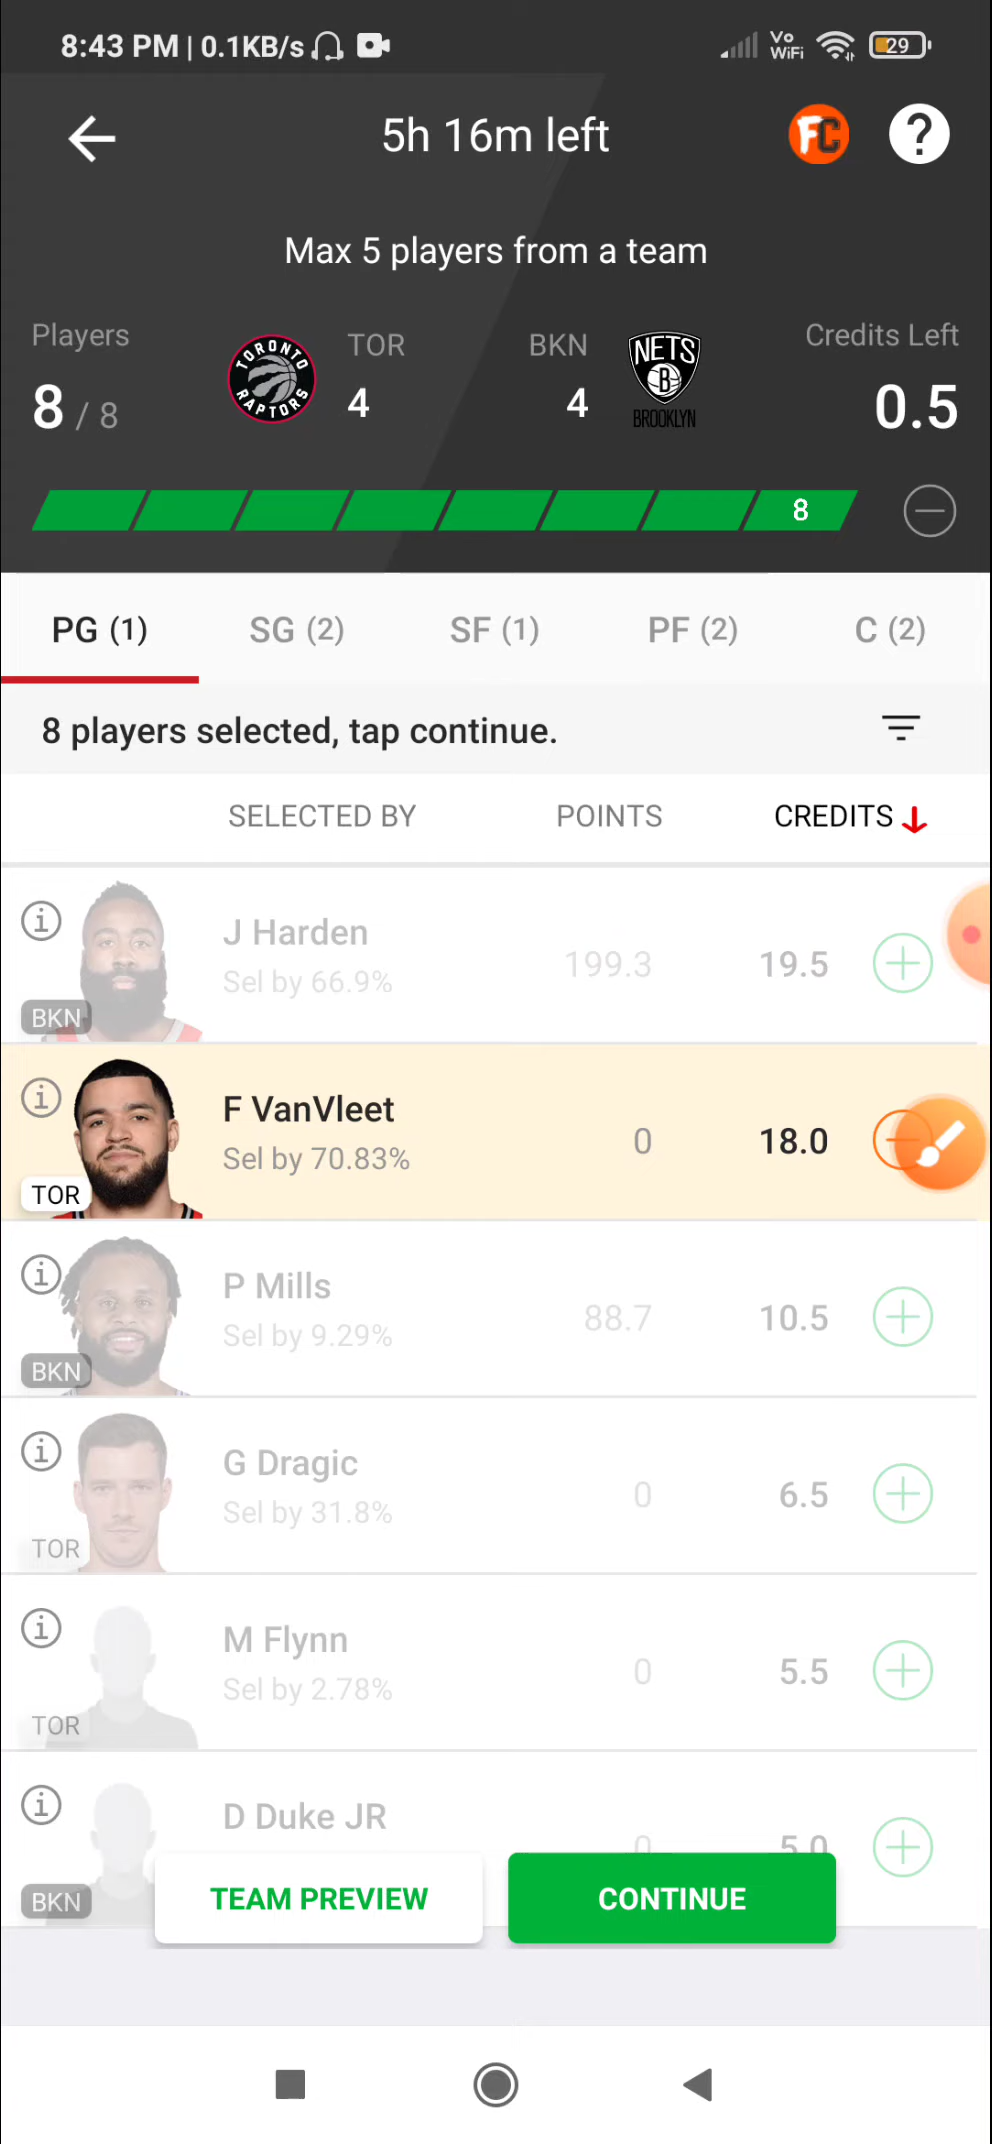 8:43 PM | 0.1KB/s
Vo WiFi
29
5h 16m left
FC
?
Max 5 players from a team
Players
8 / 8
TORONTO RAPTORS
TOR
4
BKN
4
NETS
B
BROOKLYN
Credits Left
0.5
8
PG (1)
SG (2)
SF (1)
PF (2)
C (2)
8 players selected, tap continue.
SELECTED BY
POINTS
CREDITS
J Harden
Sel by 66.9%
199.3
19.5
BKN
F VanVleet
Sel by 70.83%
0
18.0
TOR
P Mills
Sel by 9.29%
88.7
10.5
BKN
G Dragic
Sel by 31.8%
0
6.5
TOR
M Flynn
Sel by 2.78%
0
5.5
TOR
D Duke JR
0
5.0
BKN
TEAM PREVIEW
CONTINUE